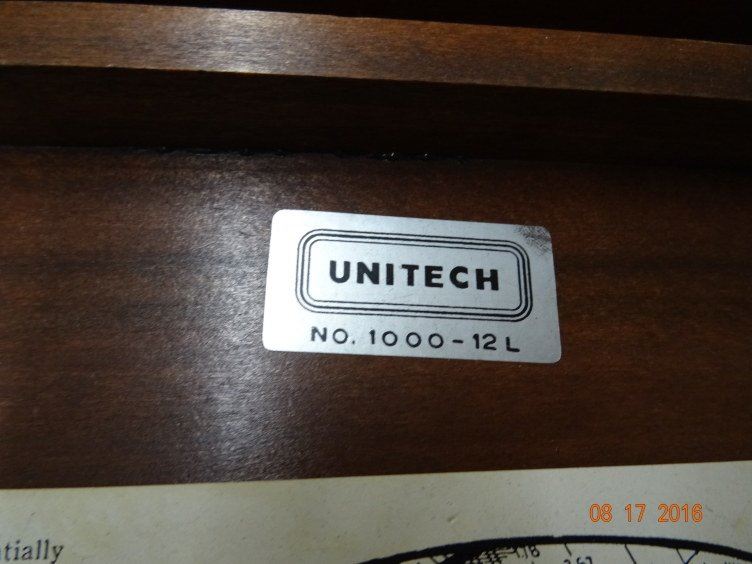 UNITECH
NO. 1000-12L
08 17 2016
tially